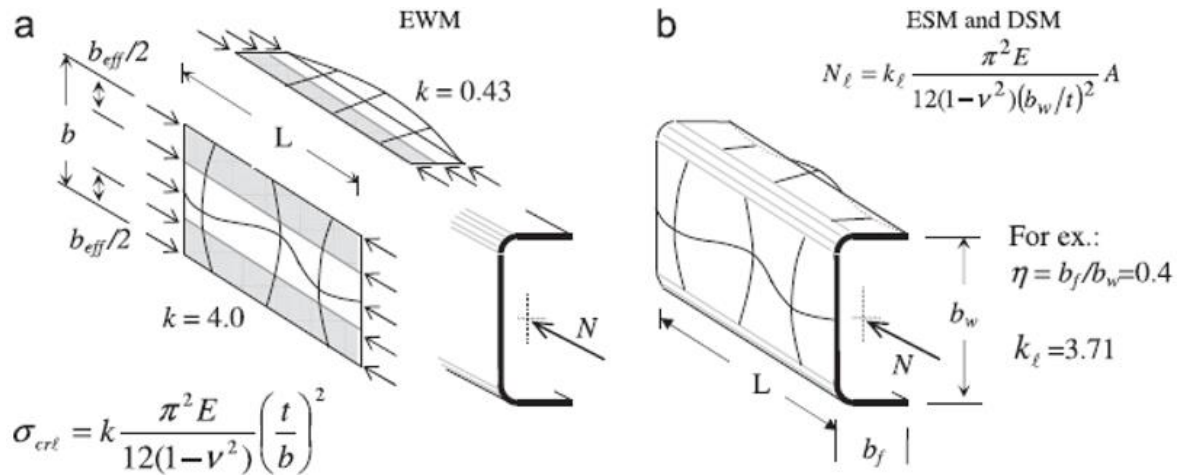 a
EWM
b_eff/2
b
b_eff/2
L
k = 0.43
k = 4.0
N
σ_crℓ = k π²E / 12(1−ν²) (t/b)²
b
ESM and DSM
N_ℓ = k_ℓ π²E / 12(1−ν²)(b_w/t)² A
For ex.:
η = b_f/b_w=0.4
b_w
k_ℓ =3.71
N
L
b_f